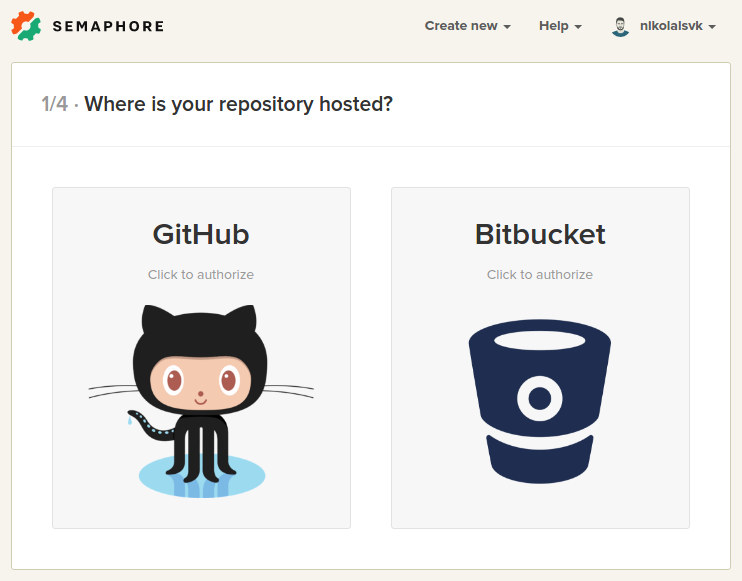 SEMAPHORE
Create new Help nikolalsvk
1/4 · Where is your repository hosted?
GitHub Bitbucket
Click to authorize Click to authorize